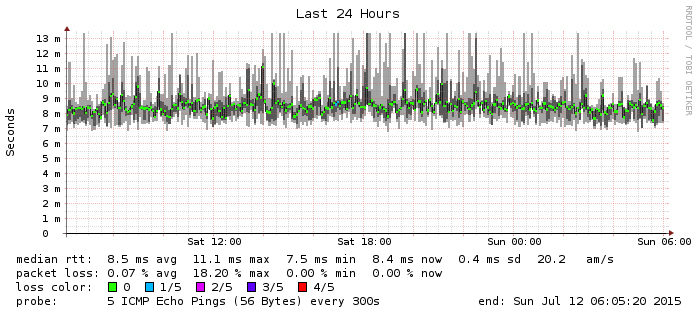 Last 24 Hours
RRDTOOL / TOBI OETIKER
Seconds
13 m
12 m
11 m
10 m
9 m
8 m
7 m
6 m
5 m
4 m
3 m
2 m
1 m
0
Sat 12:00 Sat 18:00 Sun 00:00 Sun 06:00
median rtt: 8.5 ms avg 11.1 ms max 7.5 ms min 8.4 ms now 0.4 ms sd 20.2 am/s
packet loss: 0.07 % avg 18.20 % max 0.00 % min 0.00 % now
loss color: 0 1/5 2/5 3/5 4/5
probe: 5 ICMP Echo Pings (56 Bytes) every 300s end: Sun Jul 12 06:05:20 2015